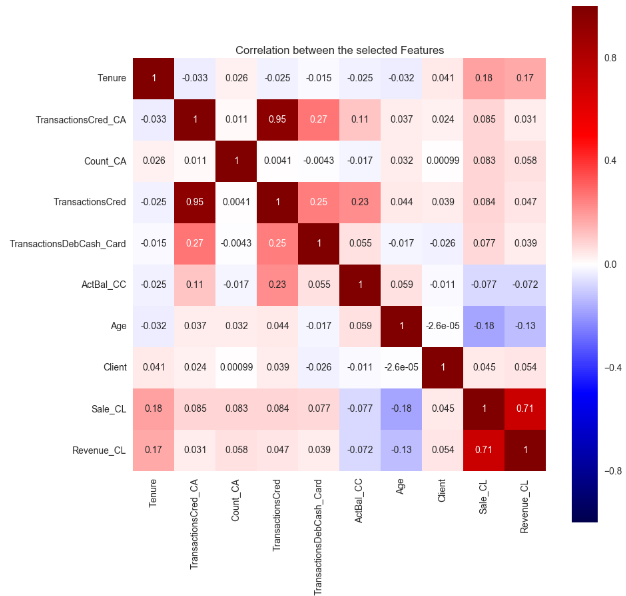 Correlation between the selected Features
Tenure 1 -0.033 0.026 -0.025 -0.015 -0.025 -0.032 0.041 0.18 0.17
TransactionsCred_CA -0.033 1 0.011 0.95 0.27 0.11 0.037 0.024 0.085 0.031
Count_CA 0.026 0.011 1 0.0041 -0.0043 -0.017 0.032 0.00099 0.083 0.058
TransactionsCred -0.025 0.95 0.0041 1 0.25 0.23 0.044 0.039 0.084 0.047
TransactionsDebCash_Card -0.015 0.27 -0.0043 0.25 1 0.055 -0.017 -0.026 0.077 0.039
ActBal_CC -0.025 0.11 -0.017 0.23 0.055 1 0.059 -0.011 -0.077 -0.072
Age -0.032 0.037 0.032 0.044 -0.017 0.059 1 -2.6e-05 -0.18 -0.13
Client 0.041 0.024 0.00099 0.039 -0.026 -0.011 -2.6e-05 1 0.045 0.054
Sale_CL 0.18 0.085 0.083 0.084 0.077 -0.077 -0.18 0.045 1 0.71
Revenue_CL 0.17 0.031 0.058 0.047 0.039 -0.072 -0.13 0.054 0.71 1
Tenure
TransactionsCred_CA
Count_CA
TransactionsCred
TransactionsDebCash_Card
ActBal_CC
Age
Client
Sale_CL
Revenue_CL
0.8
0.4
0.0
−0.4
−0.8